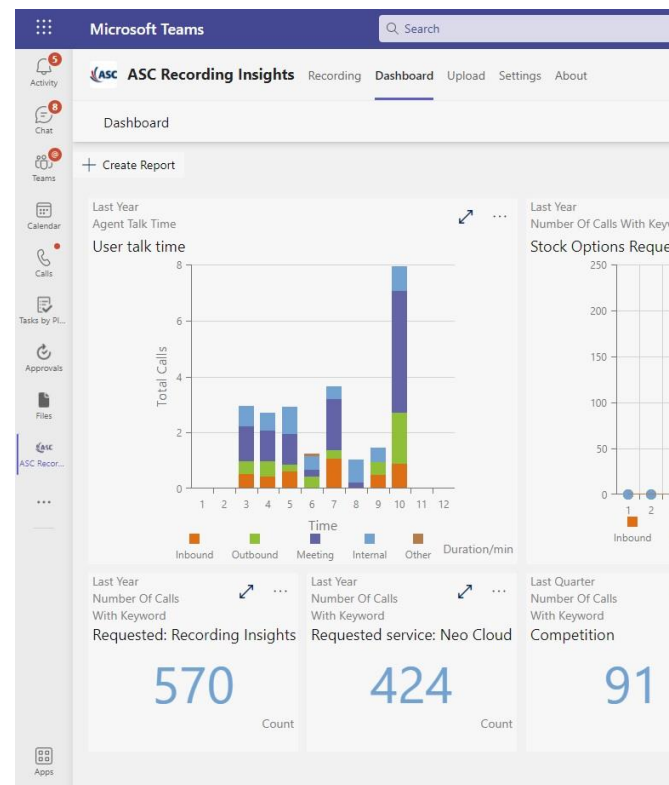 Microsoft Teams
Search
5
Activity
8
Chat
@
Teams
Calendar
Calls
Tasks by Pl...
Approvals
Files
ASC
ASC Recor...
...
Apps
ASC ASC Recording Insights Recording Dashboard Upload Settings About
Dashboard
+ Create Report
Last Year
Agent Talk Time
User talk time
8
6
4
2
0
Total Calls
1 2 3 4 5 6 7 8 9 10 11 12
Time
Inbound Outbound Meeting Internal Other Duration/min
Last Year
Number Of Calls With Key
Stock Options Reque
250
200
150
100
50
0
1 2
Inbound
Last Year
Number Of Calls
With Keyword
Requested: Recording Insights
570
Count
Last Year
Number Of Calls
With Keyword
Requested service: Neo Cloud
424
Count
Last Quarter
Number Of Calls
With Keyword
Competition
91